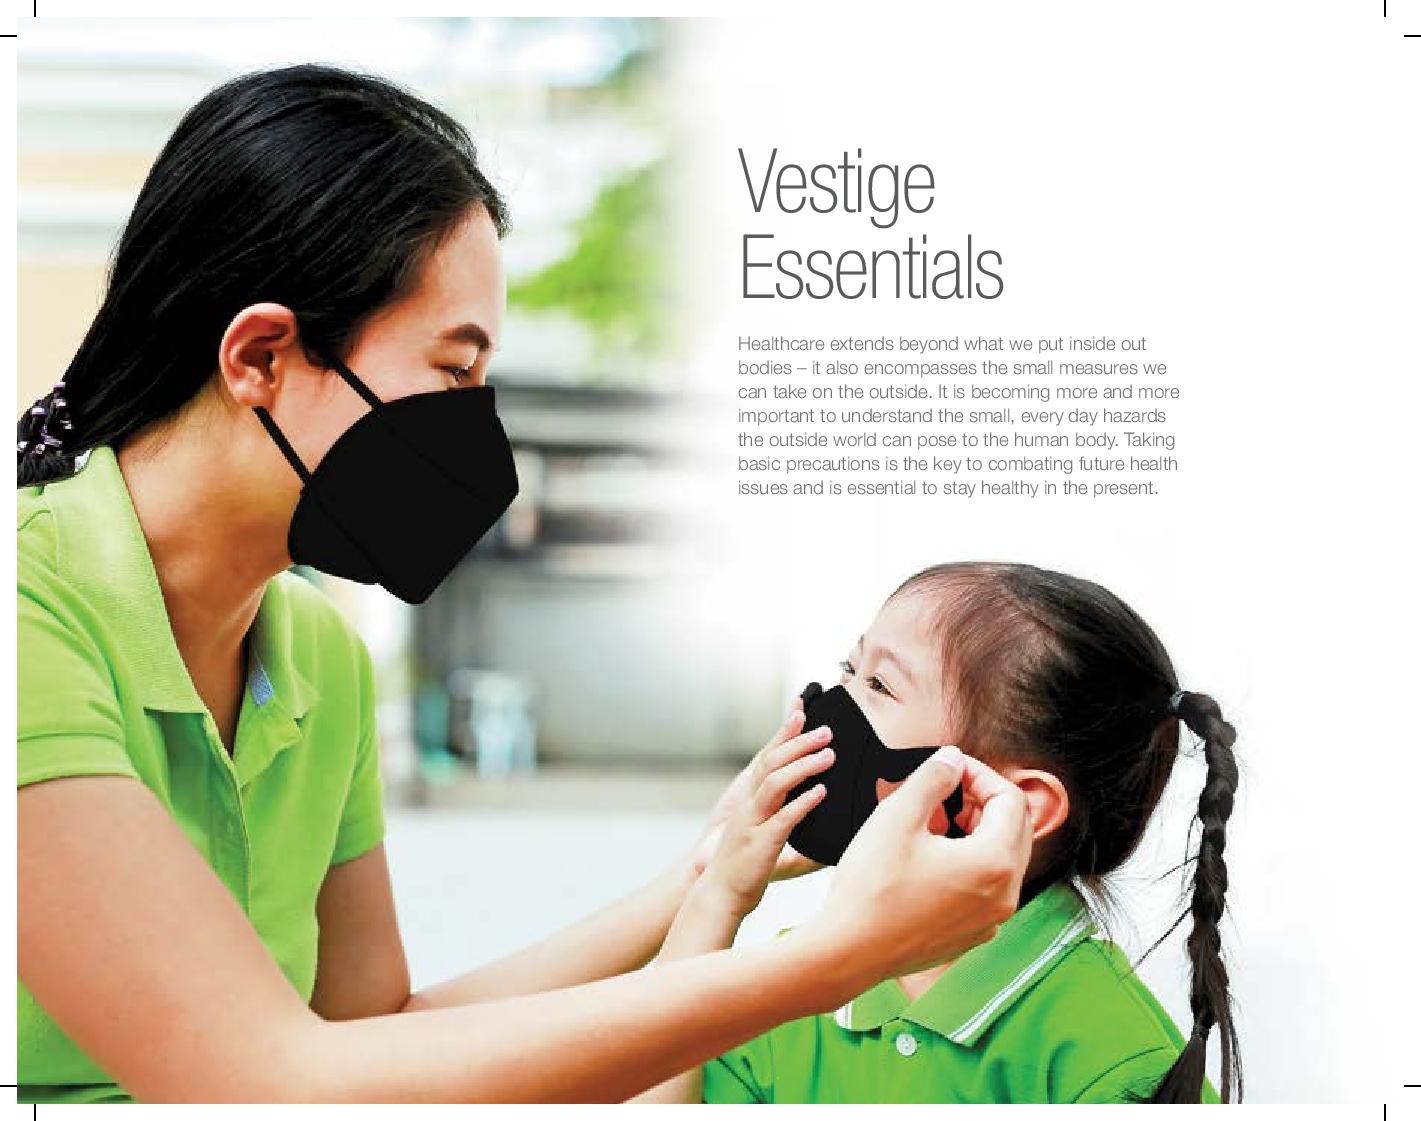 Vestige
Essentials
Healthcare extends beyond what we put inside out
bodies – it also encompasses the small measures we
can take on the outside. It is becoming more and more
important to understand the small, every day hazards
the outside world can pose to the human body. Taking
basic precautions is the key to combating future health
issues and is essential to stay healthy in the present.